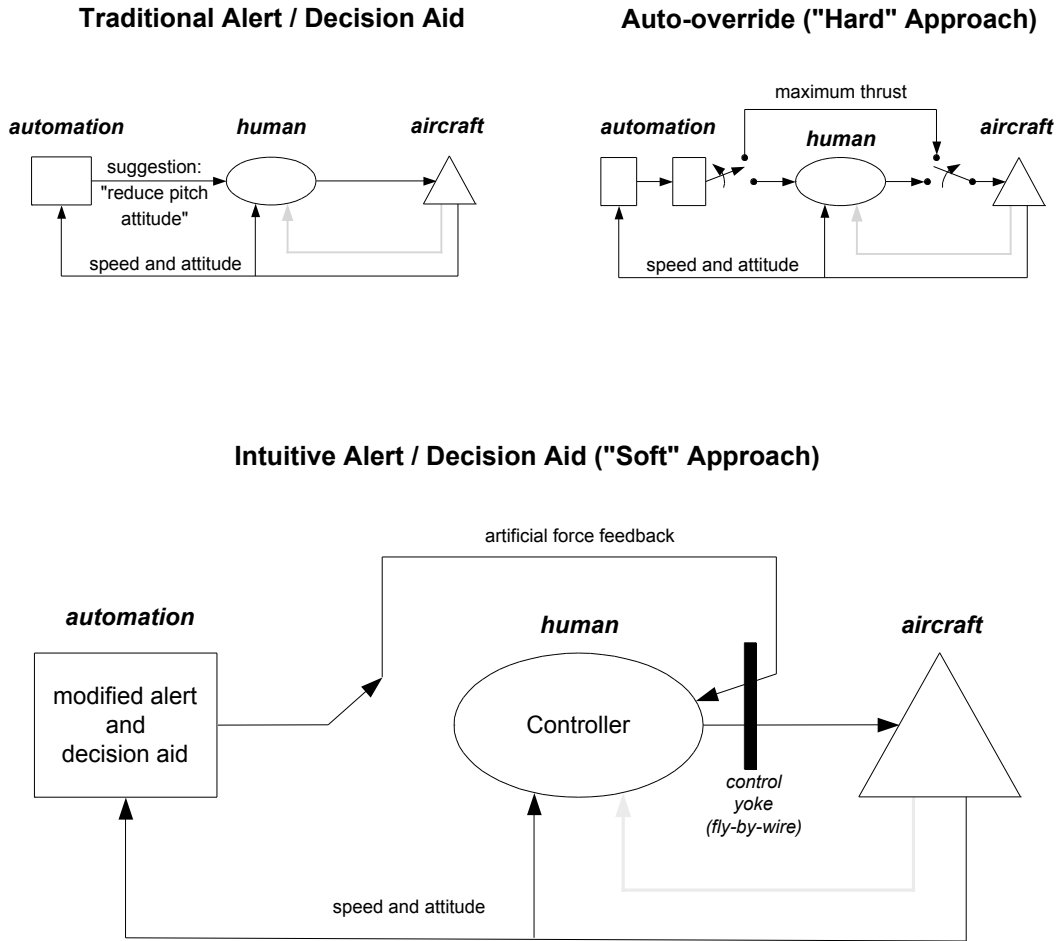 Traditional Alert / Decision Aid
automation
human
aircraft
suggestion:
"reduce pitch
attitude"
speed and attitude
Auto-override ("Hard" Approach)
maximum thrust
automation
human
aircraft
speed and attitude
Intuitive Alert / Decision Aid ("Soft" Approach)
artificial force feedback
automation
human
aircraft
modified alert
and
decision aid
Controller
control
yoke
(fly-by-wire)
speed and attitude